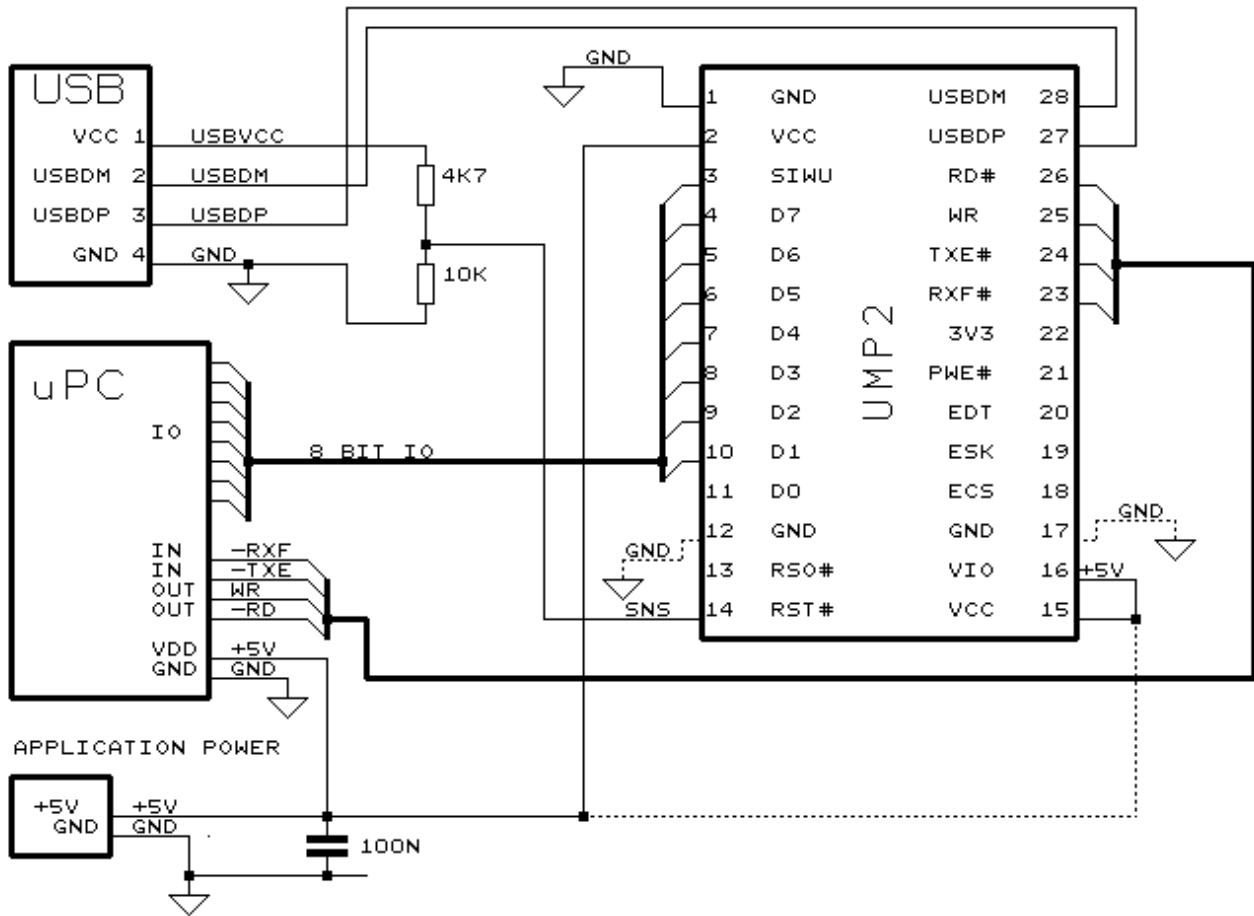 USB
VCC 1 USBVCC
USBDM 2 USBDM
USBDP 3 USBDP
GND 4 GND
4K7
10K
uPC
IO
8 BIT IO
IN -RXF
IN -TXE
OUT WR
OUT -RD
VDD +5V
GND GND
APPLICATION POWER
+5V +5V
GND GND
100N
GND
1 GND USBDM 28
2 VCC USBDP 27
3 SIWU RD# 26
4 D7 WR 25
5 D6 TXE# 24
6 D5 RXF# 23
7 D4 3V3 22
8 D3 PWE# 21
9 D2 EDT 20
10 D1 ESK 19
11 D0 ECS 18
12 GND GND 17
13 RSO# VIO 16
14 RST# VCC 15
UMP2
GND
GND
+5V
SNS